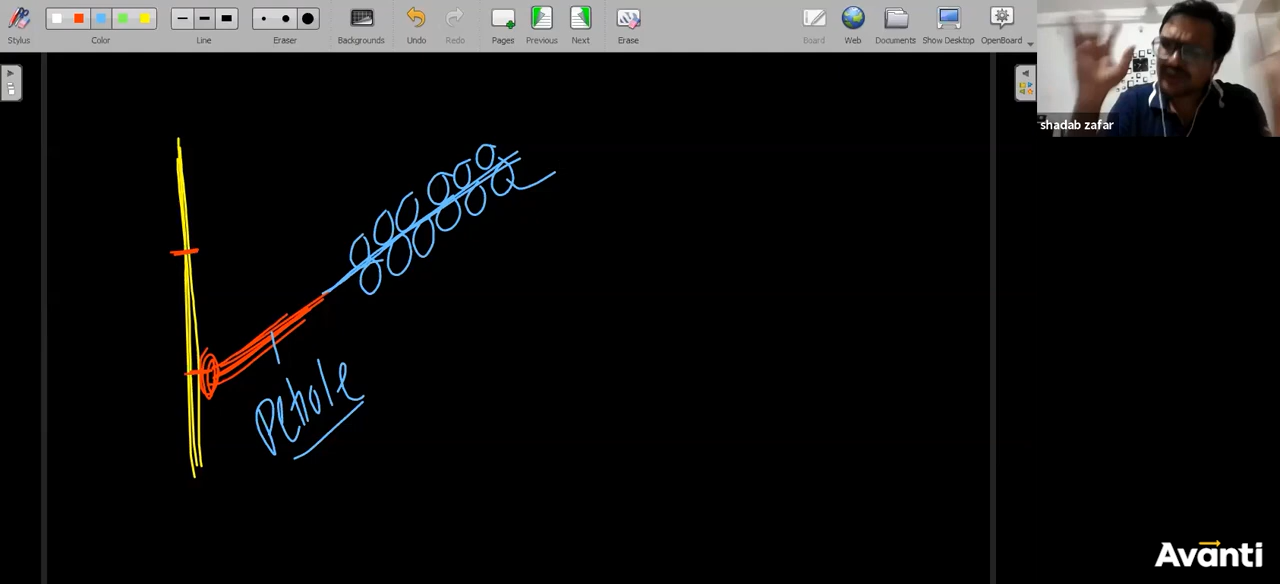 Stylus
Color
Line
Eraser
Backgrounds
Undo
Redo
Pages
Previous
Next
Erase
Board
Web
Documents
Show Desktop
OpenBoard
shadab zafar
Petiole
Avanti